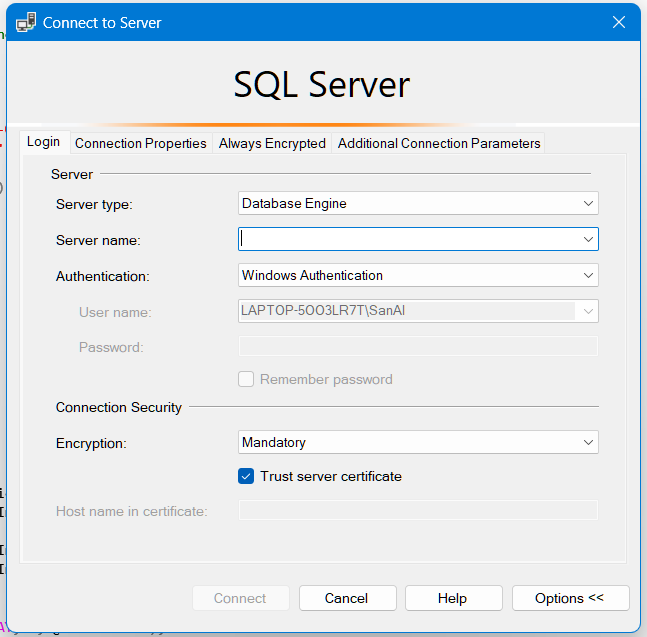 Connect to Server
SQL Server
Login Connection Properties Always Encrypted Additional Connection Parameters
Server
Server type: Database Engine
Server name:
Authentication: Windows Authentication
User name: LAPTOP-5OO3LR7T\SanAl
Password:
Remember password
Connection Security
Encryption: Mandatory
Trust server certificate
Host name in certificate:
Connect Cancel Help Options <<